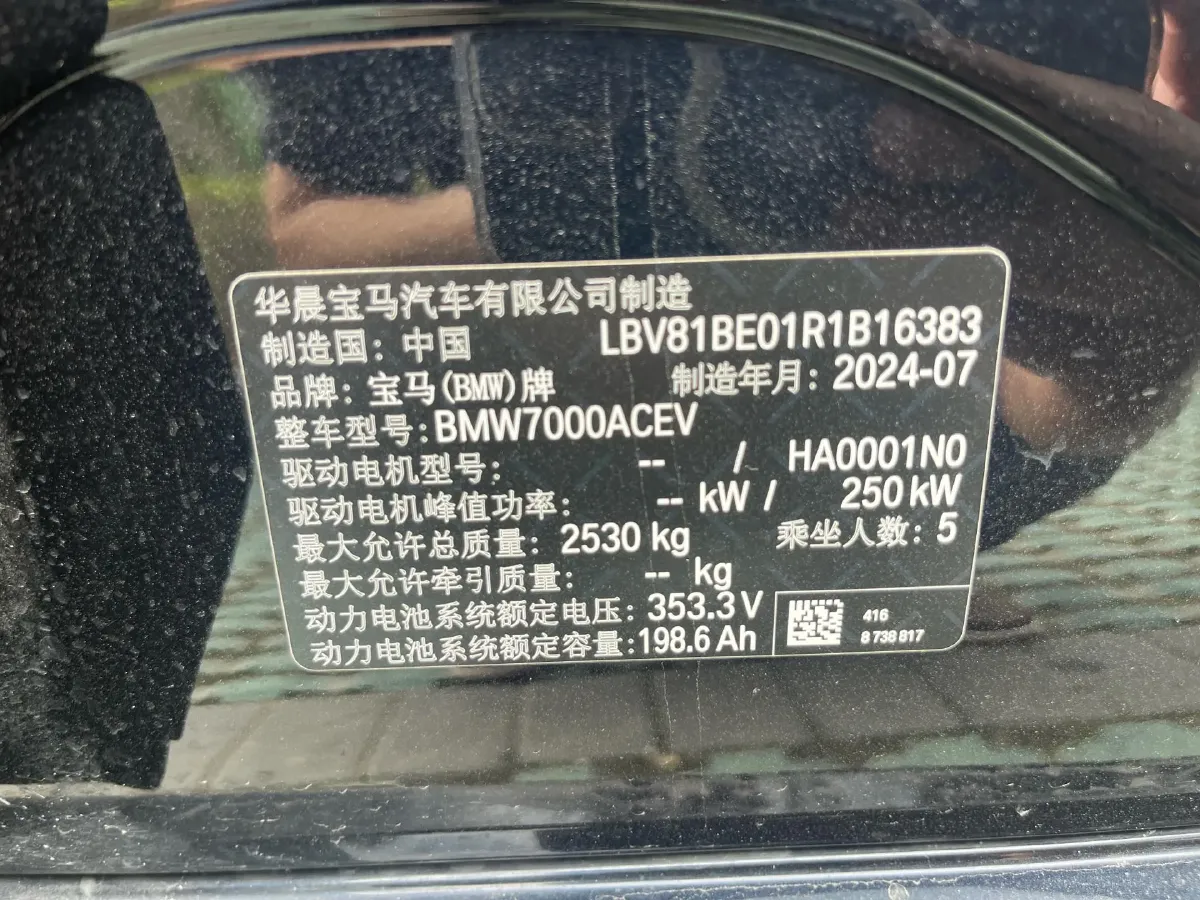 华晨宝马汽车有限公司制造
制造国：中国 LBV81BE01R1B16383
品牌：宝马(BMW)牌 制造年月：2024-07
整车型号:BMW7000ACEV
驱动电机型号： -- / HA0001N0
驱动电机峰值功率： -- kW / 250 kW
最大允许总质量：2530 kg 乘坐人数：5
最大允许牵引质量： -- kg
动力电池系统额定电压：353.3 V
动力电池系统额定容量:198.6 Ah
416
8 738 817